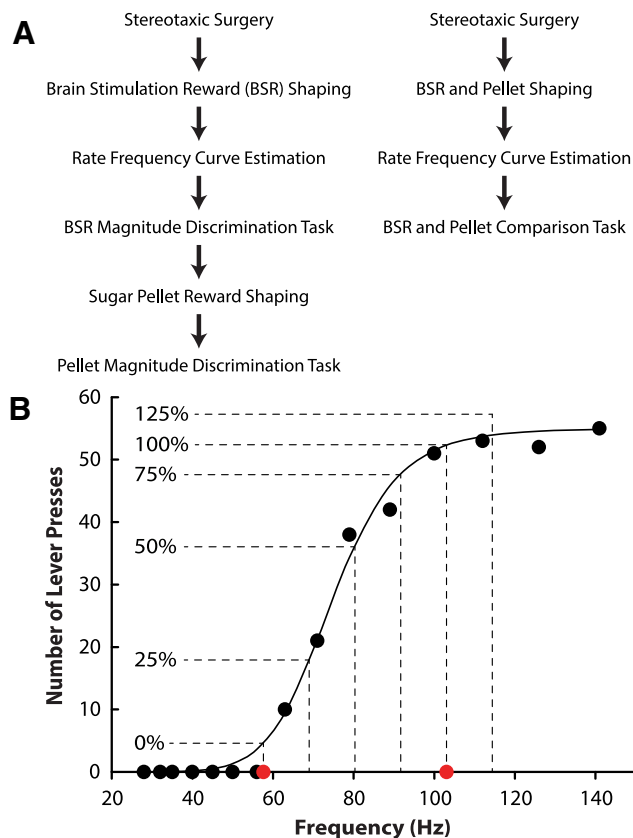 A
Stereotaxic Surgery
Brain Stimulation Reward (BSR) Shaping
Rate Frequency Curve Estimation
BSR Magnitude Discrimination Task
Sugar Pellet Reward Shaping
Pellet Magnitude Discrimination Task
Stereotaxic Surgery
BSR and Pellet Shaping
Rate Frequency Curve Estimation
BSR and Pellet Comparison Task
B
Number of Lever Presses
60
50
40
30
20
10
0
125%
100%
75%
50%
25%
0%
20
40
60
80
100
120
140
Frequency (Hz)